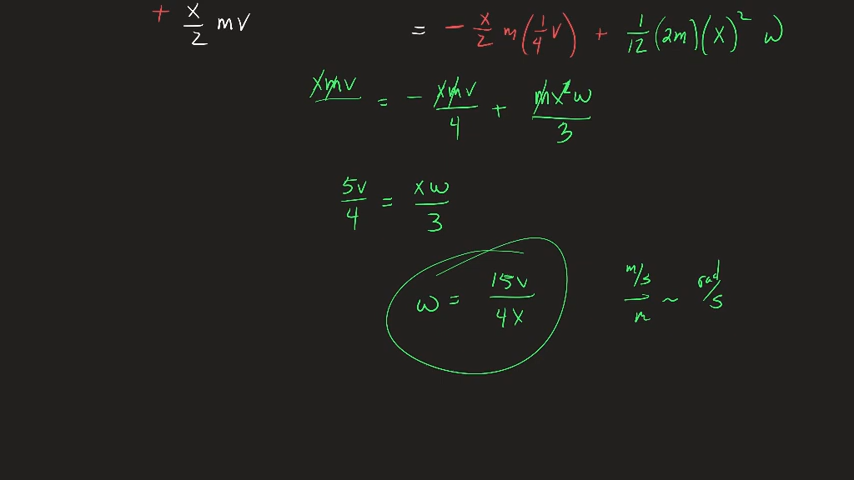 + x/2 mv = - x/2 m(1/4 v) + 1/12 (2m)(x)² ω
xmv = - xmv/4 + mx²ω/3
5v/4 = xω/3
ω = 15v/4x   m/s / m ~ rad/s